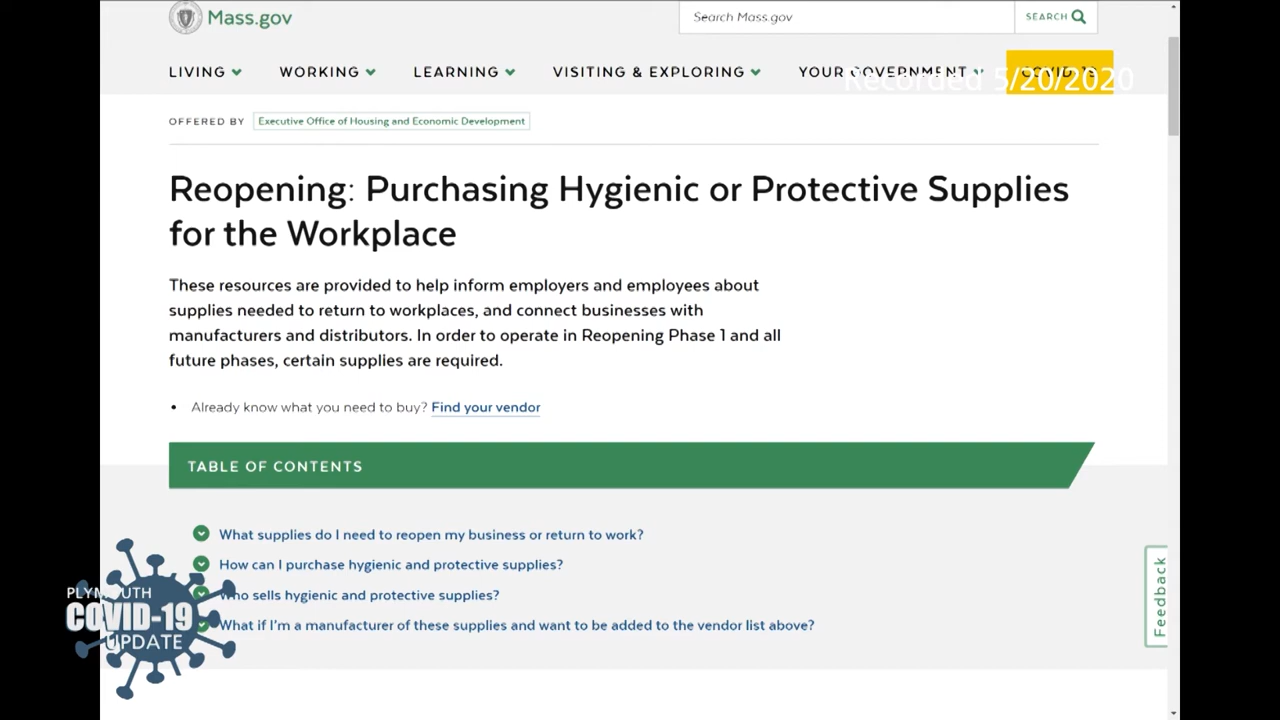 Mass.gov
Search Mass.gov
SEARCH
LIVING
WORKING
LEARNING
VISITING & EXPLORING
YOUR GOVERNMENT
COVID-19
Recorded 5/20/2020
OFFERED BY Executive Office of Housing and Economic Development
Reopening: Purchasing Hygienic or Protective Supplies
for the Workplace
These resources are provided to help inform employers and employees about
supplies needed to return to workplaces, and connect businesses with
manufacturers and distributors. In order to operate in Reopening Phase 1 and all
future phases, certain supplies are required.
• Already know what you need to buy? Find your vendor
TABLE OF CONTENTS
What supplies do I need to reopen my business or return to work?
How can I purchase hygienic and protective supplies?
Who sells hygienic and protective supplies?
What if I'm a manufacturer of these supplies and want to be added to the vendor list above?
Feedback
PLYMOUTH
COVID-19
UPDATE